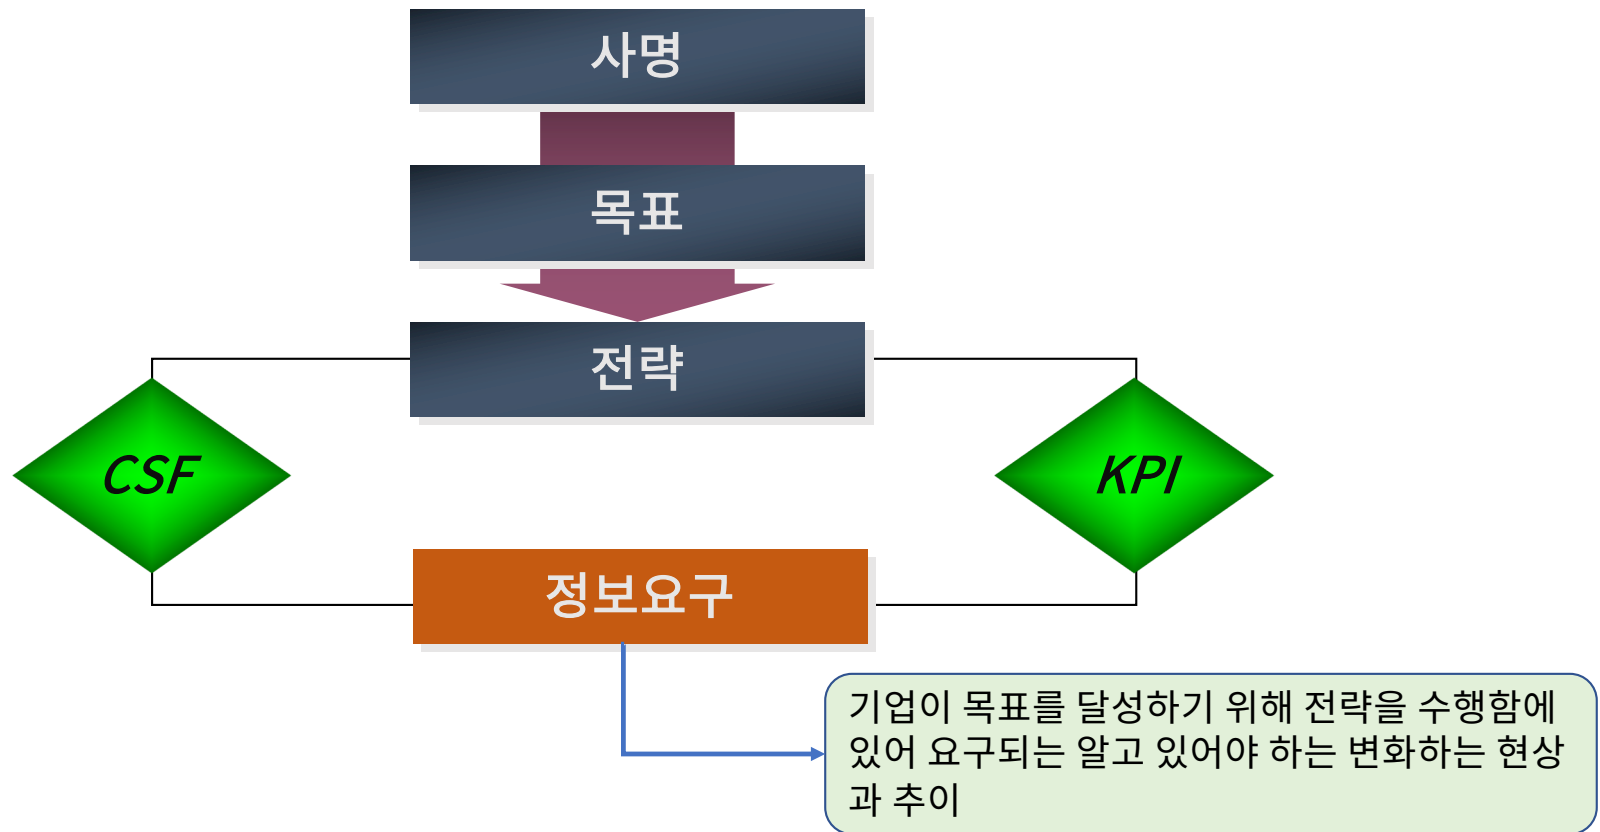 사명
목표
전략
CSF
KPI
정보요구
기업이 목표를 달성하기 위해 전략을 수행함에
있어 요구되는 알고 있어야 하는 변화하는 현상
과 추이